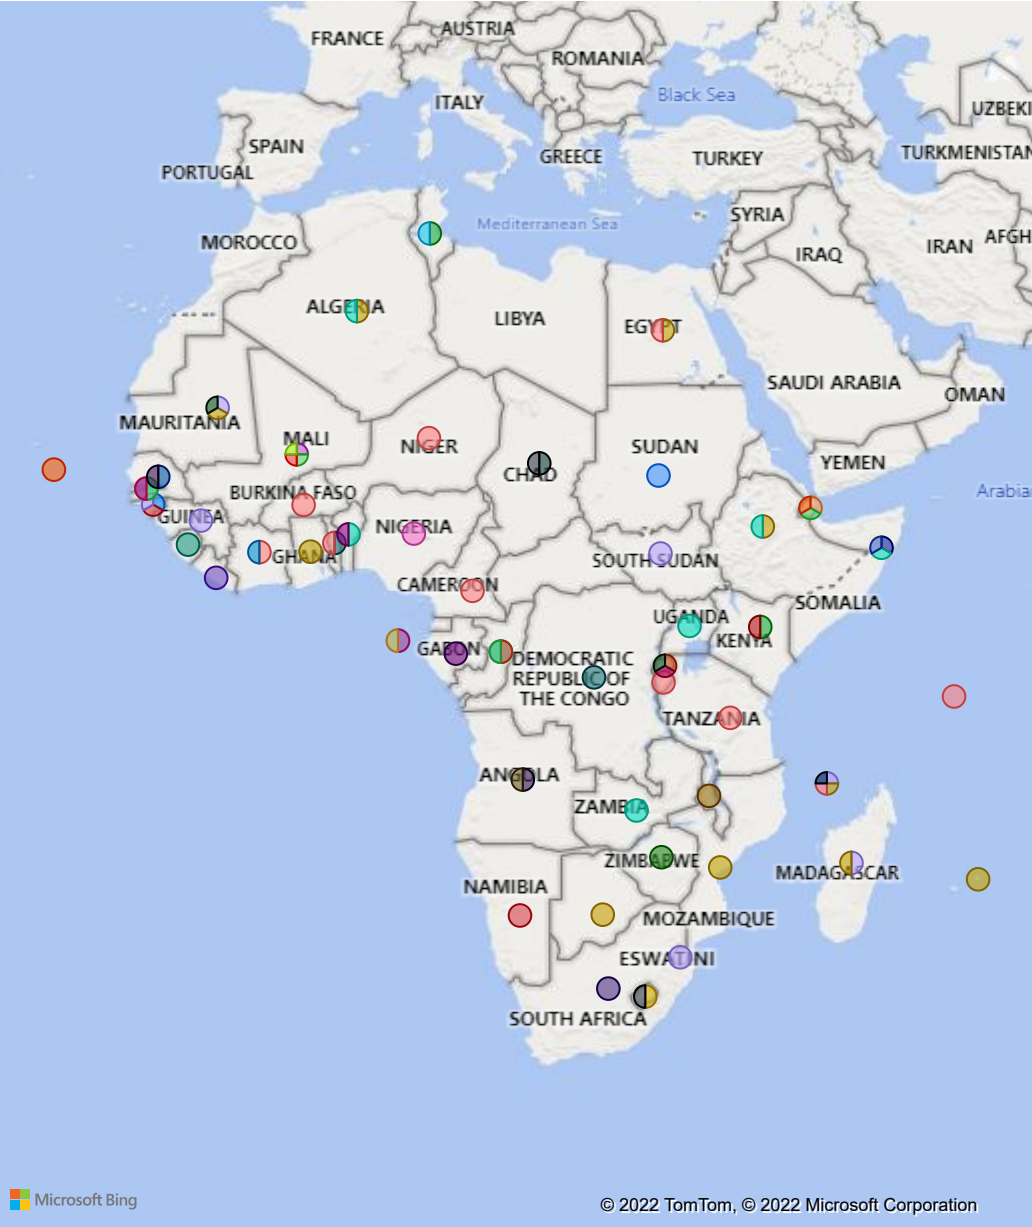 FRANCE
AUSTRIA
ROMANIA
Black Sea
UZBEKI
ITALY
SPAIN
GREECE
TURKEY
TURKMENISTAN
PORTUGAL
SYRIA
Mediterranean Sea
MOROCCO
IRAQ
IRAN
AFGH
ALGERIA
LIBYA
EGYPT
SAUDI ARABIA
OMAN
MAURITANIA
MALI
NIGER
SUDAN
CHAD
YEMEN
BURKINA FASO
Arabia
GUINEA
NIGERIA
GHANA
SOUTH SUDAN
CAMEROON
SOMALIA
UGANDA
KENYA
GABON
DEMOCRATIC
REPUBLIC OF
THE CONGO
TANZANIA
ANGOLA
ZAMBIA
ZIMBABWE
MADAGASCAR
NAMIBIA
MOZAMBIQUE
ESWATINI
SOUTH AFRICA
Microsoft Bing
© 2022 TomTom, © 2022 Microsoft Corporation